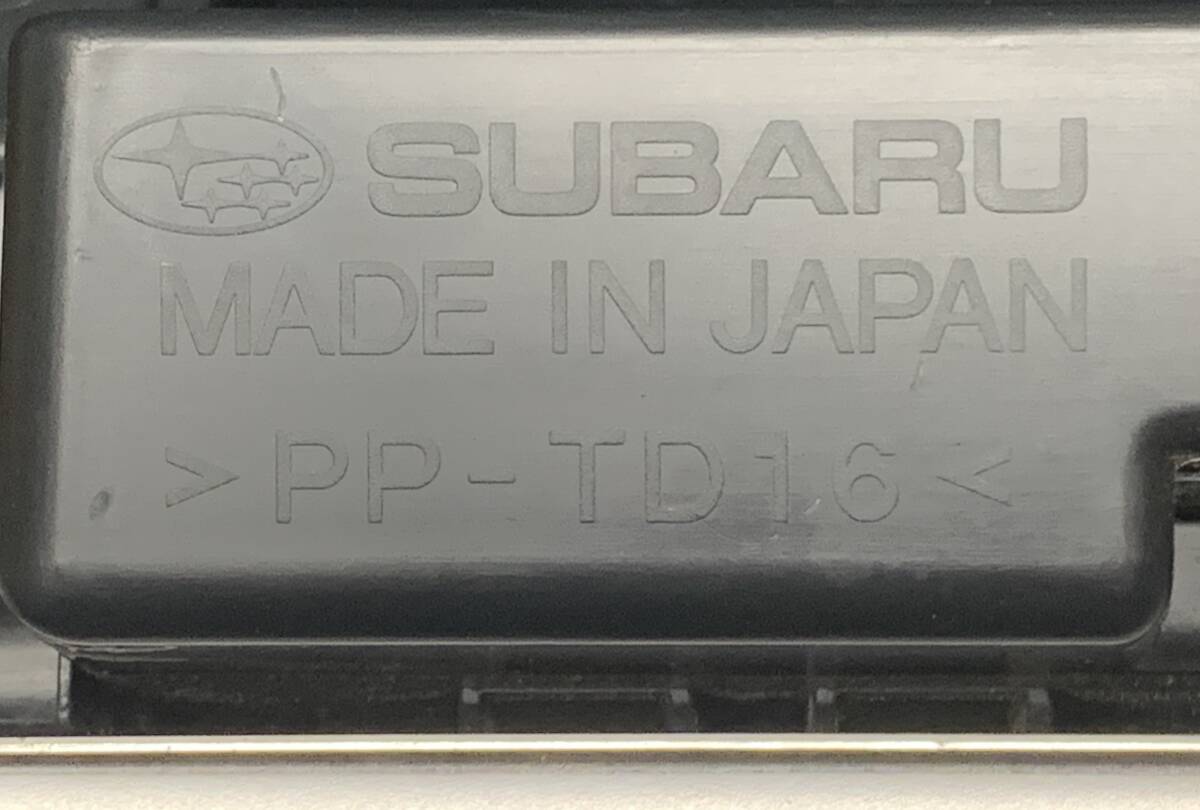 SUBARU
MADE IN JAPAN
>PP-TD16<